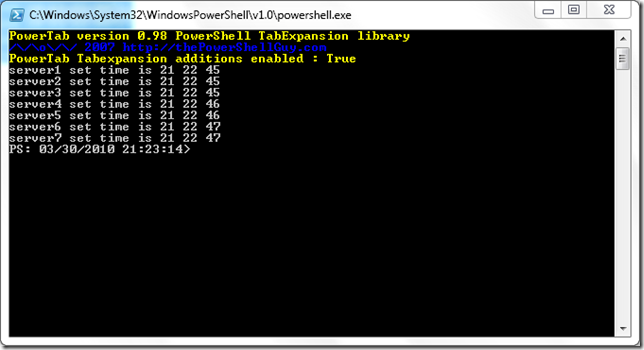 C:\Windows\System32\WindowsPowerShell\v1.0\powershell.exe
PowerTab version 0.98 PowerShell TabExpansion library
/\/\o\/\/ 2007 http://thePowerShellGuy.com
PowerTab Tabexpansion additions enabled : True
server1 set time is 21 22 45
server2 set time is 21 22 45
server3 set time is 21 22 45
server4 set time is 21 22 46
server5 set time is 21 22 46
server6 set time is 21 22 47
server7 set time is 21 22 47
PS: 03/30/2010 21:23:14>